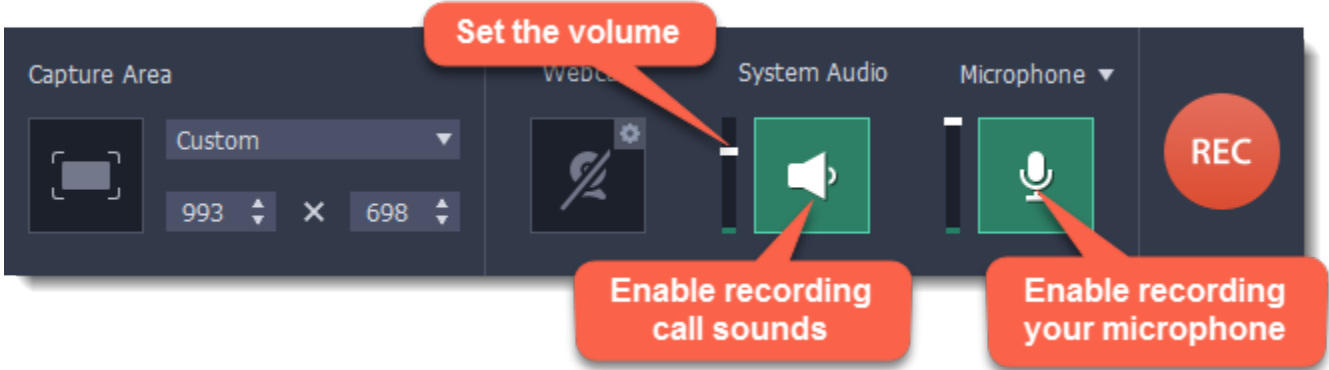 Set the volume
Capture Area
Webca
System Audio
Microphone
Custom
993 × 698
REC
Enable recording
call sounds
Enable recording
your microphone